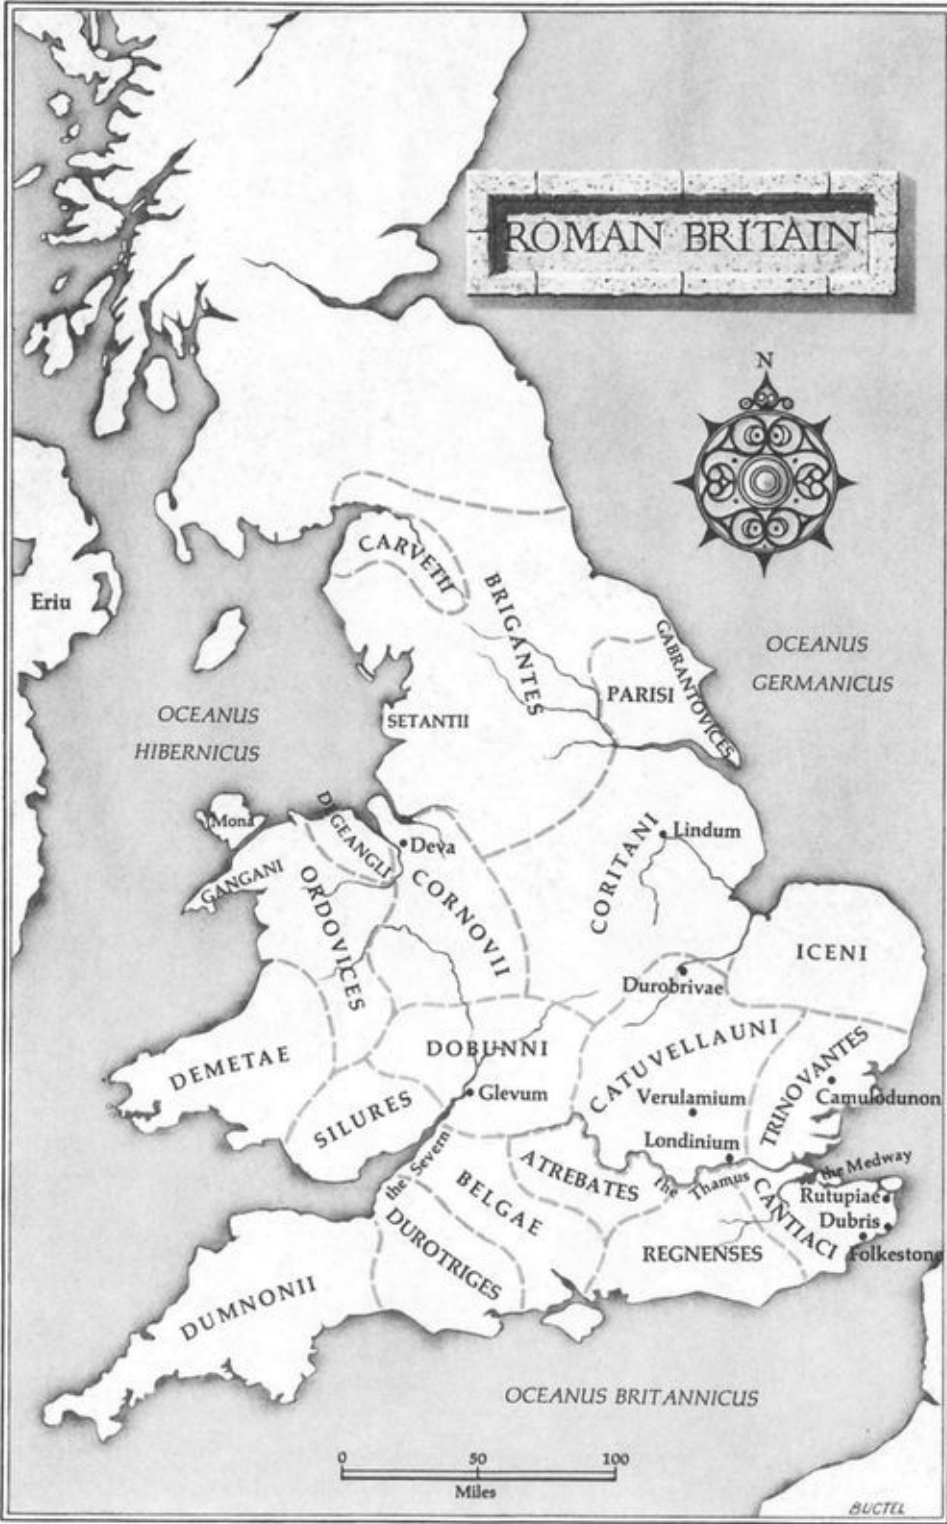 ROMAN BRITAIN
N
CARVETII
BRIGANTES
Eriu
GABRANTOVICES
OCEANUS
GERMANICUS
PARISI
OCEANUS
HIBERNICUS
SETANTII
Mona
DEGEANGLI
Deva
Lindum
CORITANI
GANGANI
ORDOVICES
CORNOVII
ICENI
Durobrivae
DEMETAE
DOBUNNI
CATUVELLAUNI
TRINOVANTES
SILURES
Glevum
Verulamium
Camulodunon
Londinium
the Severn
ATREBATES
The Thamus
the Medway
BELGAE
CANTIACI
Rutupiae
Dubris
DUROTRIGES
REGNENSES
Folkestone
DUMNONII
OCEANUS BRITANNICUS
0 50 100
Miles
BUCTEL